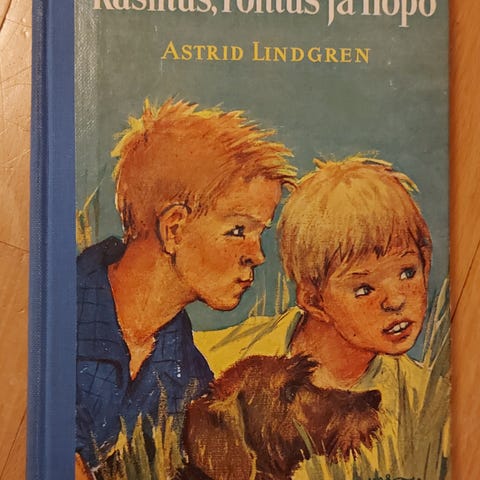 Rasmus, Pontus ja Nopo
ASTRID LINDGREN